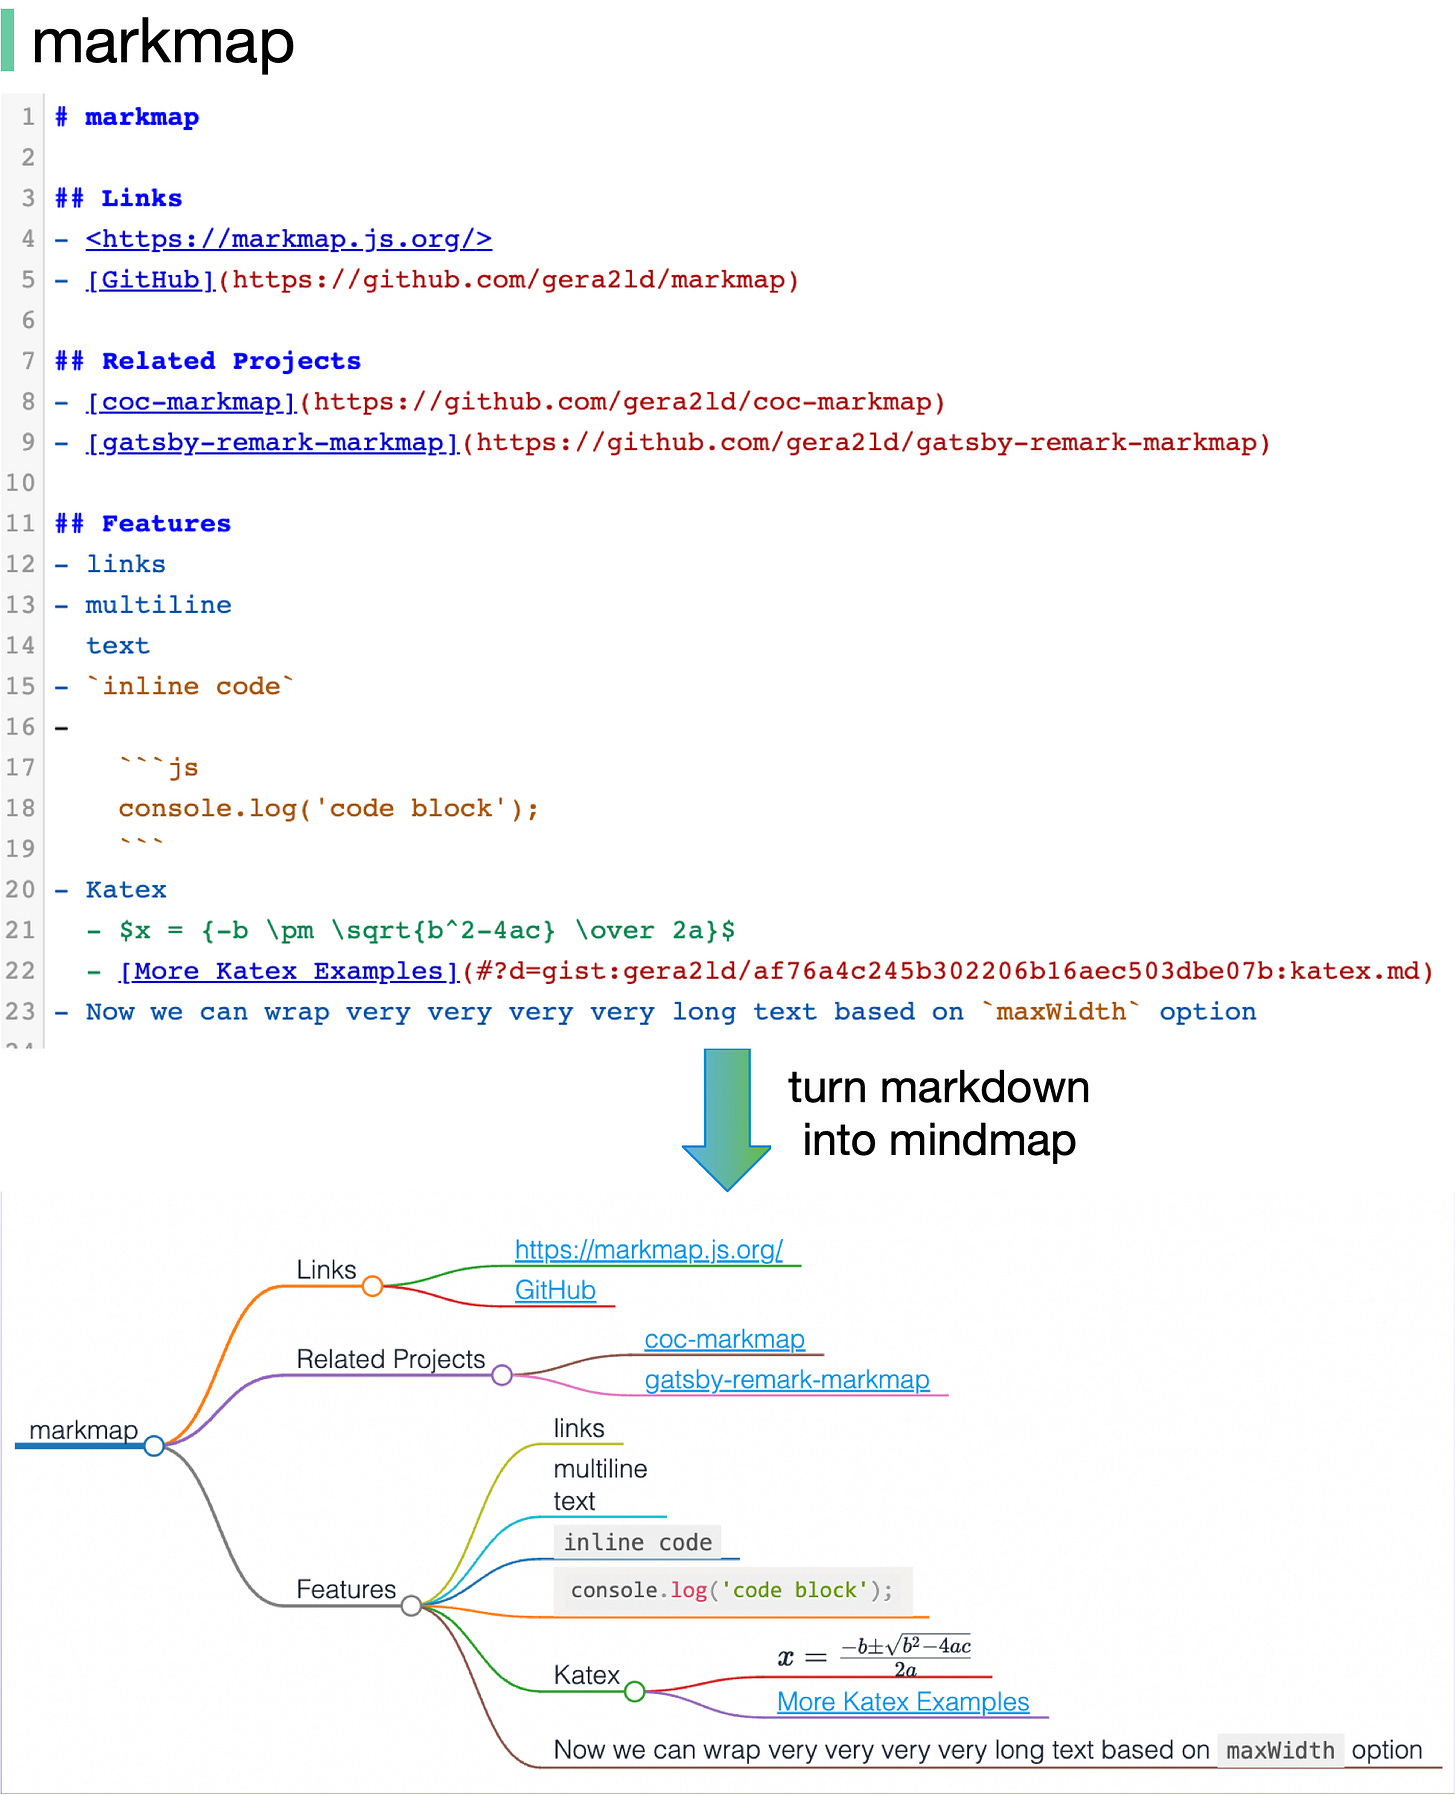 markmap
1 # markmap
2
3 ## Links
4 - <https://markmap.js.org/>
5 - [GitHub](https://github.com/gera2ld/markmap)
6
7 ## Related Projects
8 - [coc-markmap](https://github.com/gera2ld/coc-markmap)
9 - [gatsby-remark-markmap](https://github.com/gera2ld/gatsby-remark-markmap)
10
11 ## Features
12 - links
13 - multiline
14   text
15 - `inline code`
16 -
17     ```js
18     console.log('code block');
19     ```
20 - Katex
21   - $x = {-b \pm \sqrt{b^2-4ac} \over 2a}$
22   - [More Katex Examples](#?d=gist:gera2ld/af76a4c245b302206b16aec503dbe07b:katex.md)
23 - Now we can wrap very very very very long text based on `maxWidth` option
turn markdown
into mindmap
markmap
Links
https://markmap.js.org/
GitHub
Related Projects
coc-markmap
gatsby-remark-markmap
Features
links
multiline
text
inline code
console.log('code block');
Katex
x = −b±√b²−4ac / 2a
More Katex Examples
Now we can wrap very very very very long text based on maxWidth option